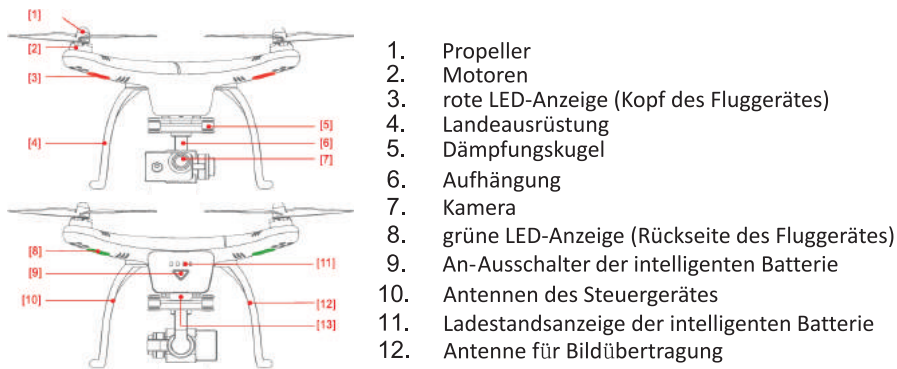 [1]
[2]
[3]
[4]
[5]
[6]
[7]
[8]
[9]
[10]
[11]
[12]
[13]
1. Propeller
2. Motoren
3. rote LED-Anzeige (Kopf des Fluggerätes)
4. Landeausrüstung
5. Dämpfungskugel
6. Aufhängung
7. Kamera
8. grüne LED-Anzeige (Rückseite des Fluggerätes)
9. An-Ausschalter der intelligenten Batterie
10. Antennen des Steuergerätes
11. Ladestandsanzeige der intelligenten Batterie
12. Antenne für Bildübertragung